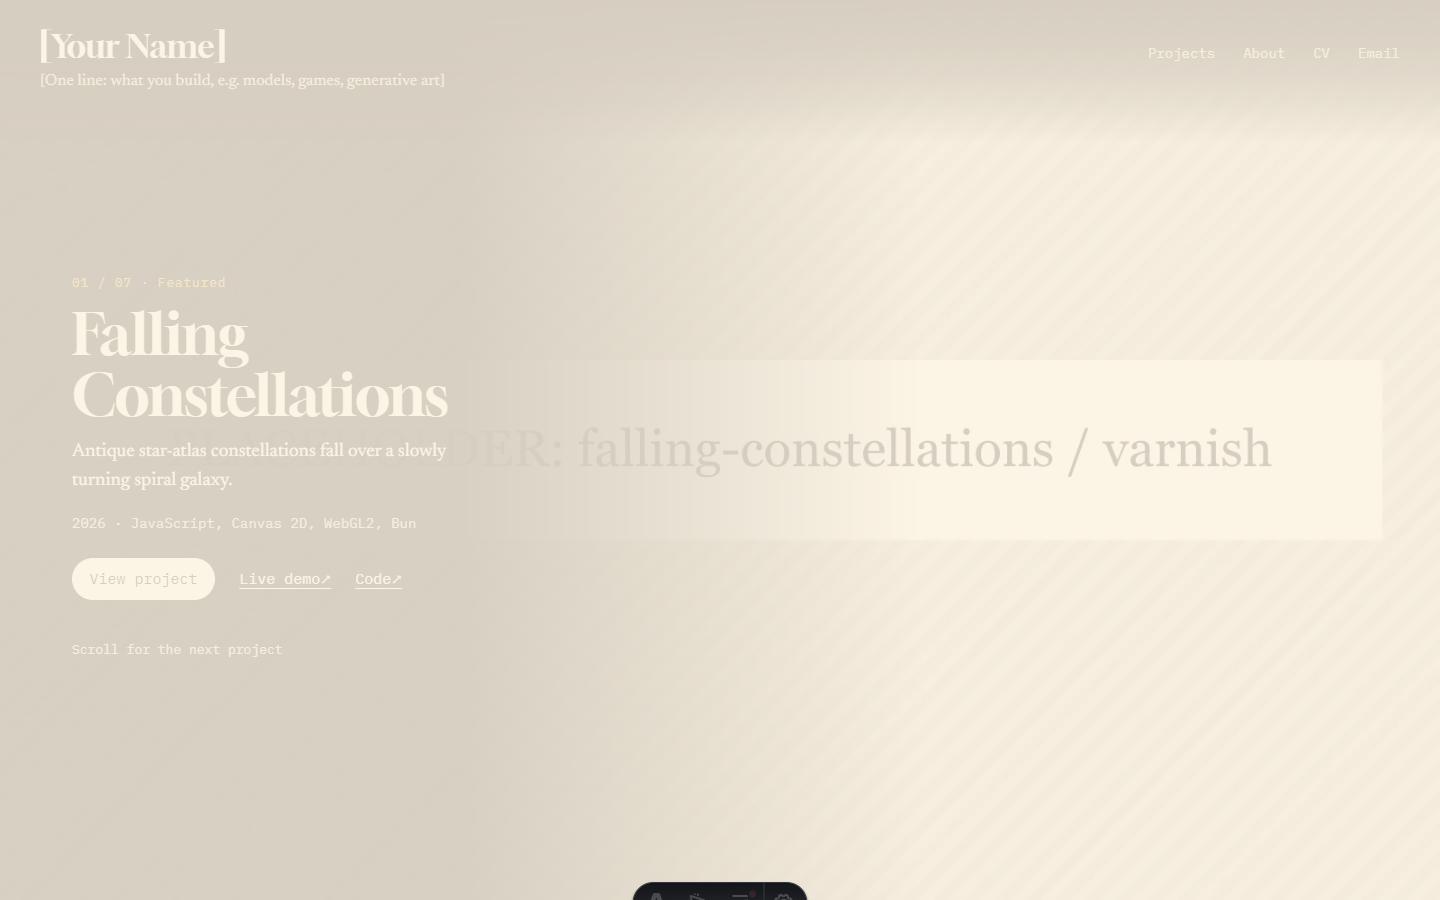 [Your Name]
[One line: what you build, e.g. models, games, generative art]
Projects About CV Email
01 / 07 · Featured
Falling
Constellations
PLACEHOLDER: falling-constellations / varnish
Antique star-atlas constellations fall over a slowly
turning spiral galaxy.
2026 · JavaScript, Canvas 2D, WebGL2, Bun
View project Live demo↗ Code↗
Scroll for the next project